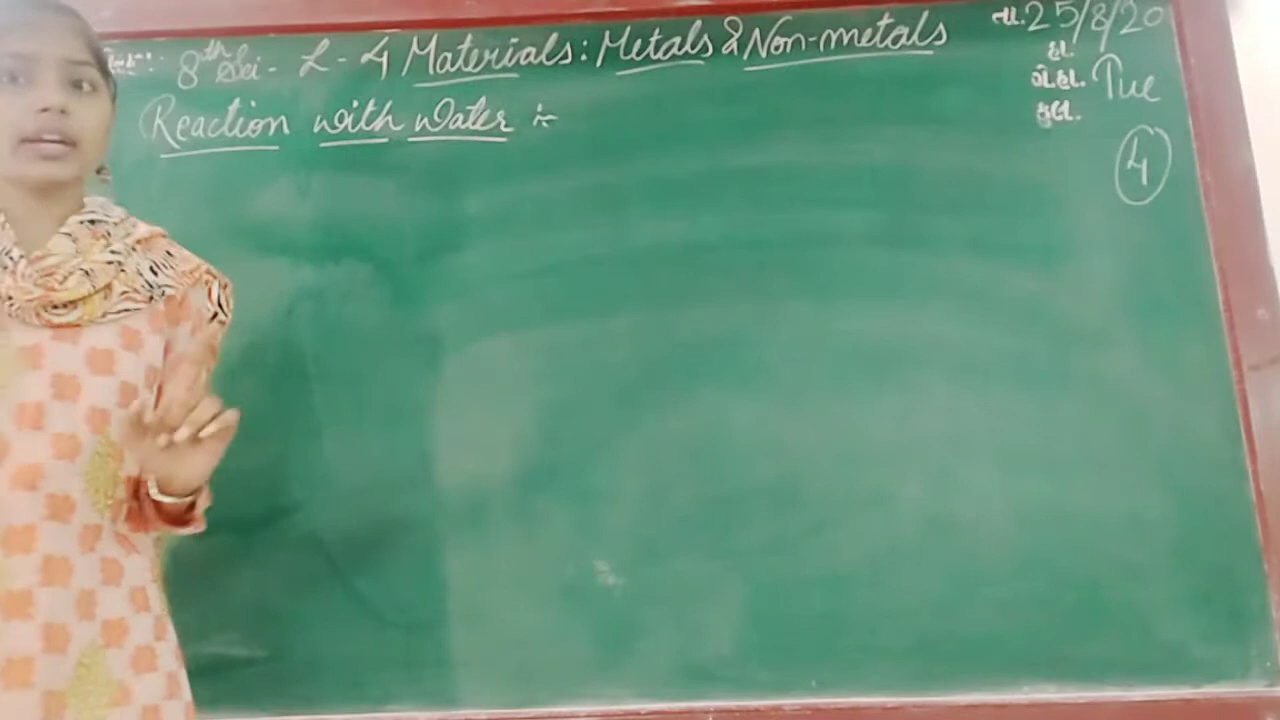 8th Sci - L - 4 Materials: Metals & Non-metals
તા. 25/8/20
Reaction with Water :-
Tue
4